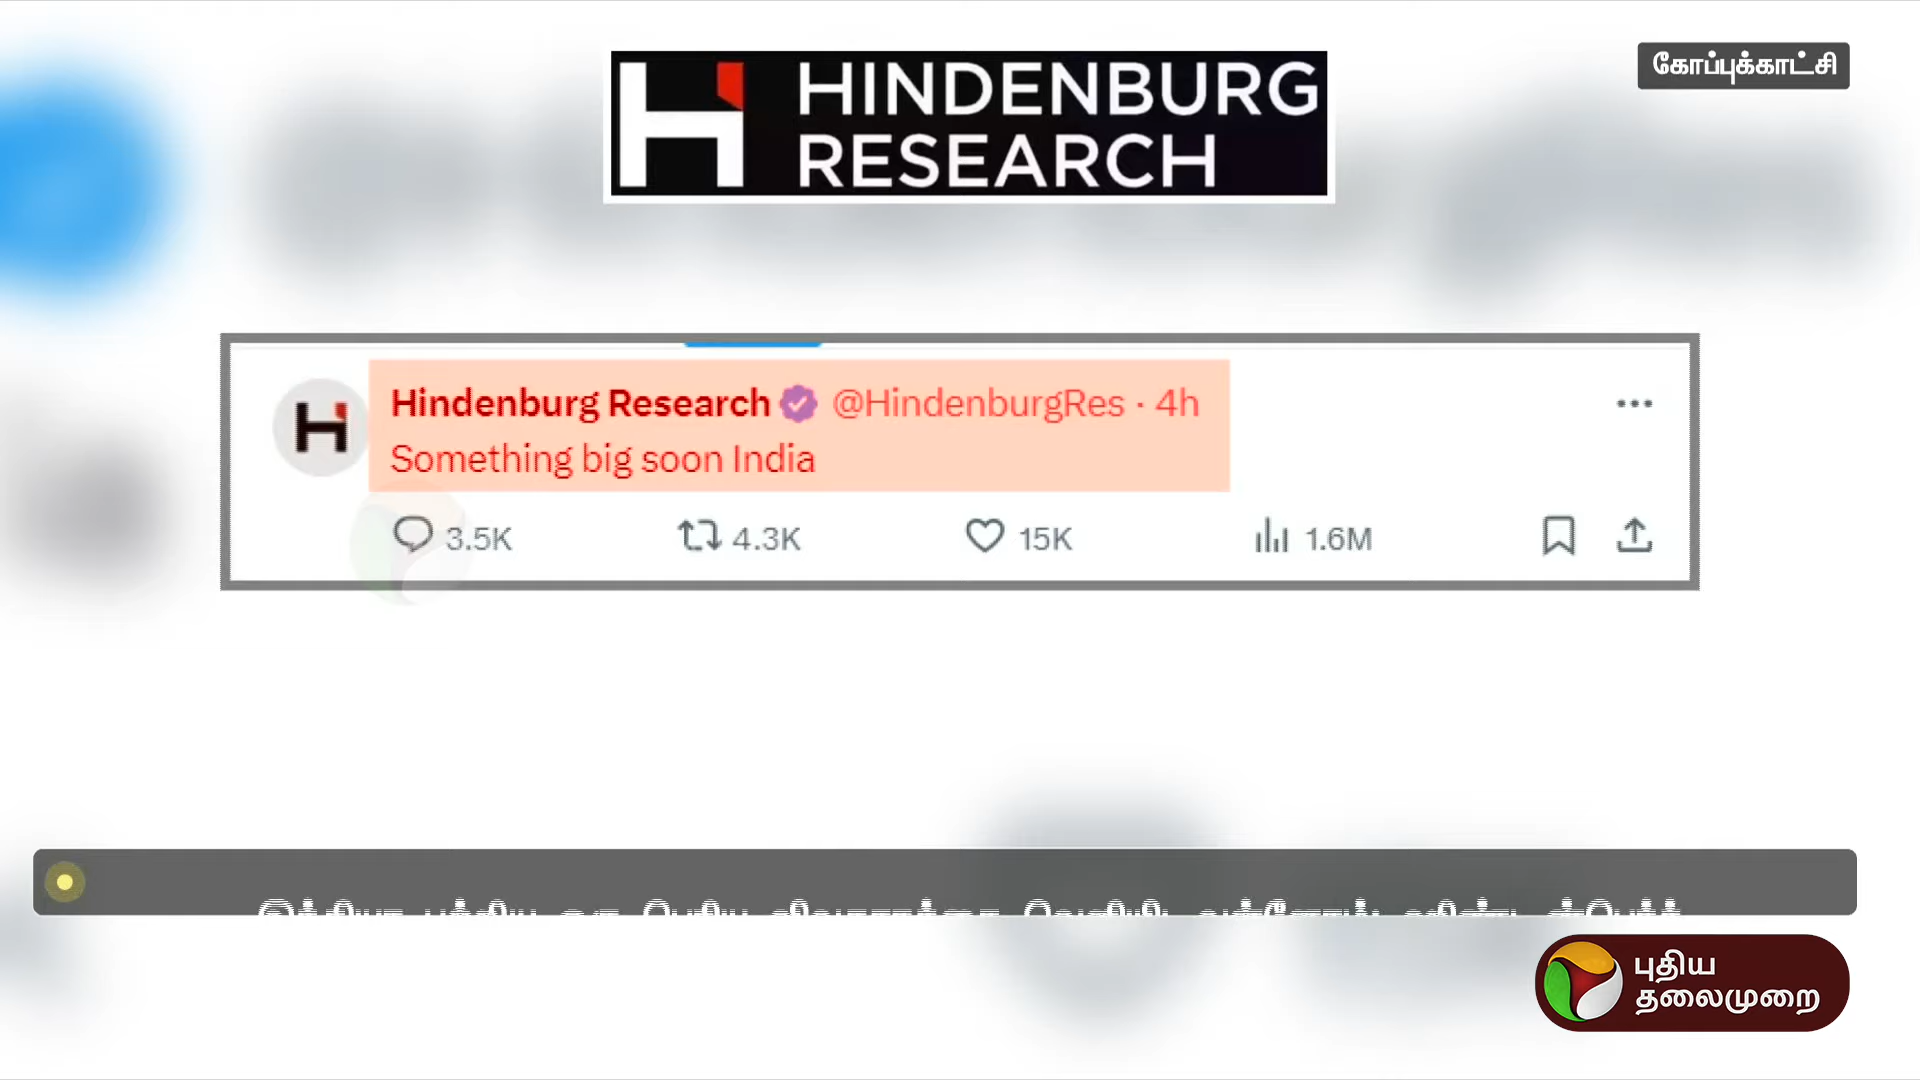 HINDENBURG
RESEARCH
கோப்புக்காட்சி
Hindenburg Research @HindenburgRes · 4h
Something big soon India
3.5K 4.3K 15K 1.6M
புதிய
தலைமுறை